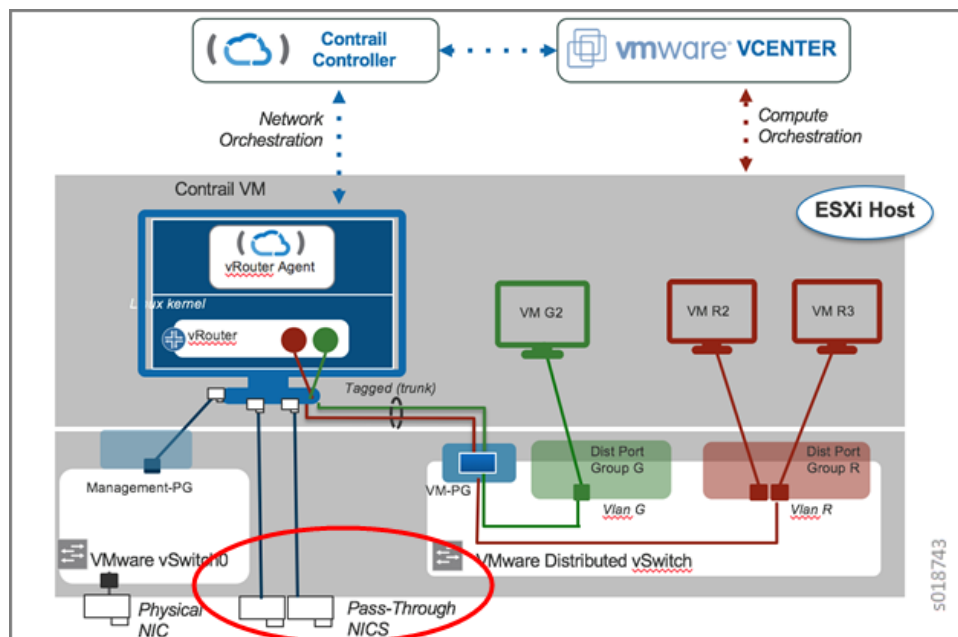 Contrail
Controller
vmware® VCENTER
Network
Orchestration
Compute
Orchestration
Contrail VM
ESXi Host
vRouter Agent
Linux kernel
vRouter
VM G2
VM R2
VM R3
Tagged (trunk)
Management-PG
VM-PG
Dist Port
Group G
Dist Port
Group R
Vlan G
Vlan R
VMware vSwitch0
VMware Distributed vSwitch
Physical
NIC
Pass-Through
NICS
s018743